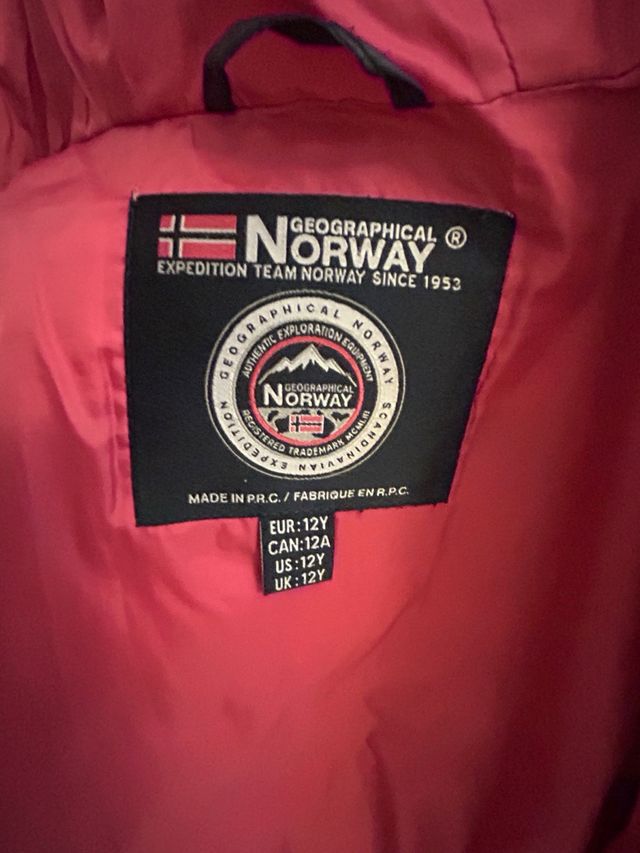 GEOGRAPHICAL
NORWAY ®
EXPEDITION TEAM NORWAY SINCE 1953
GEOGRAPHICAL NORWAY SCANDINAVIAN EXPEDITION
AUTHENTIC EXPLORATION EQUIPMENT
GEOGRAPHICAL
NORWAY
REGISTERED TRADEMARK MCMLIII
MADE IN P.R.C. / FABRIQUE EN R.P.C.
EUR:12Y
CAN:12A
US:12Y
UK:12Y